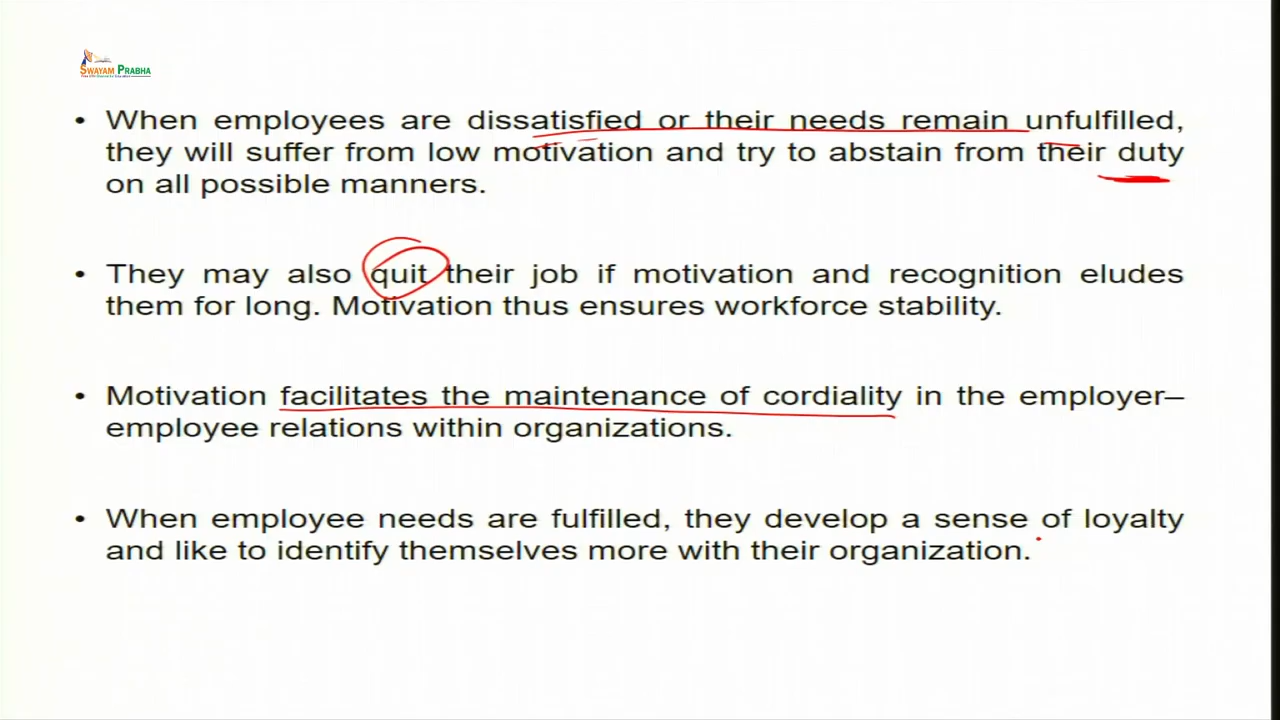 SWAYAM PRABHA
• When employees are dissatisfied or their needs remain unfulfilled,
they will suffer from low motivation and try to abstain from their duty
on all possible manners.
• They may also quit their job if motivation and recognition eludes
them for long. Motivation thus ensures workforce stability.
• Motivation facilitates the maintenance of cordiality in the employer–
employee relations within organizations.
• When employee needs are fulfilled, they develop a sense of loyalty
and like to identify themselves more with their organization.